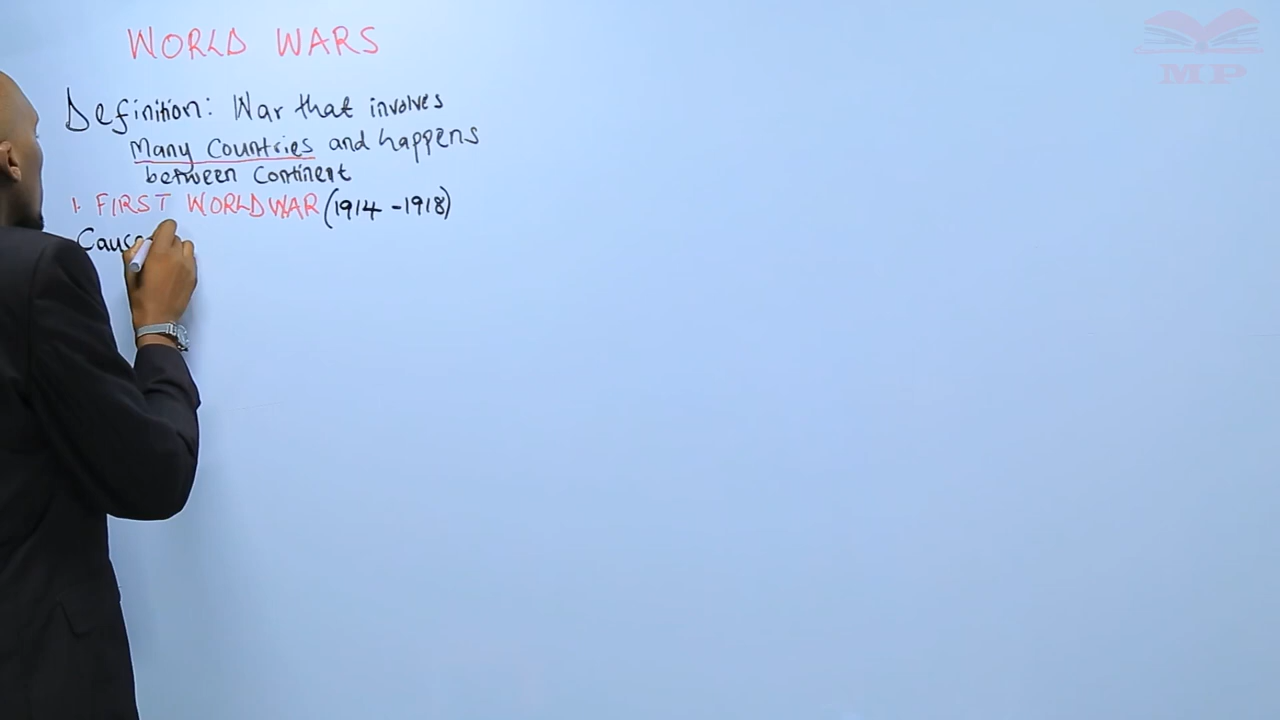 WORLD WARS
Definition: War that involves
Many Countries and happens
between Continent
1. FIRST WORLD WAR (1914 - 1918)
MP